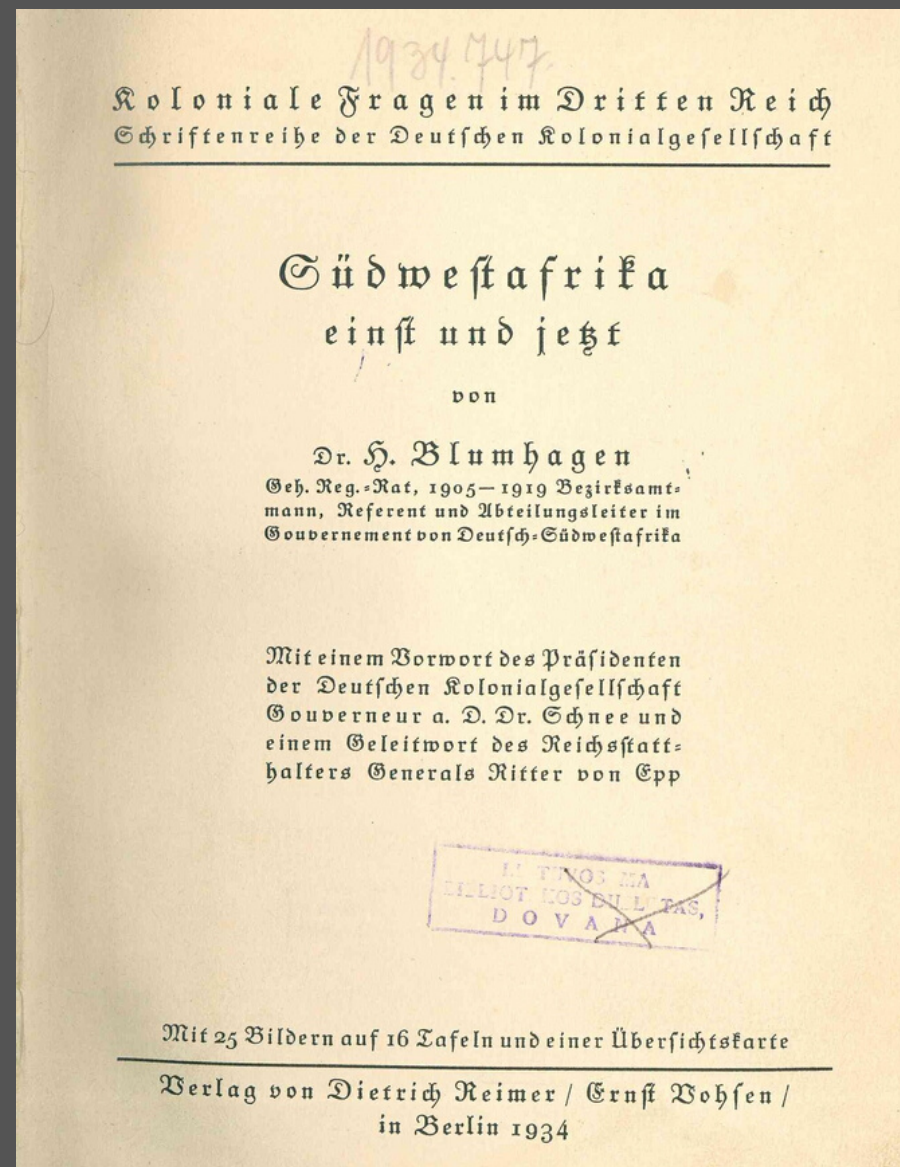 1934.747.
Koloniale Fragen im Dritten Reich
Schriftenreihe der Deutschen Kolonialgesellschaft
Südwestafrika
einst und jetzt
von
Dr. H. Blumhagen
Geh. Reg.-Rat, 1905—1919 Bezirksamt-
mann, Referent und Abteilungsleiter im
Gouvernement von Deutsch-Südwestafrika
Mit einem Vorwort des Präsidenten
der Deutschen Kolonialgesellschaft
Gouverneur a. D. Dr. Schnee und
einem Geleitwort des Reichsstatt-
halters Generals Ritter von Epp
DOVANA
Mit 25 Bildern auf 16 Tafeln und einer Übersichtskarte
Verlag von Dietrich Reimer / Ernst Vohsen /
in Berlin 1934